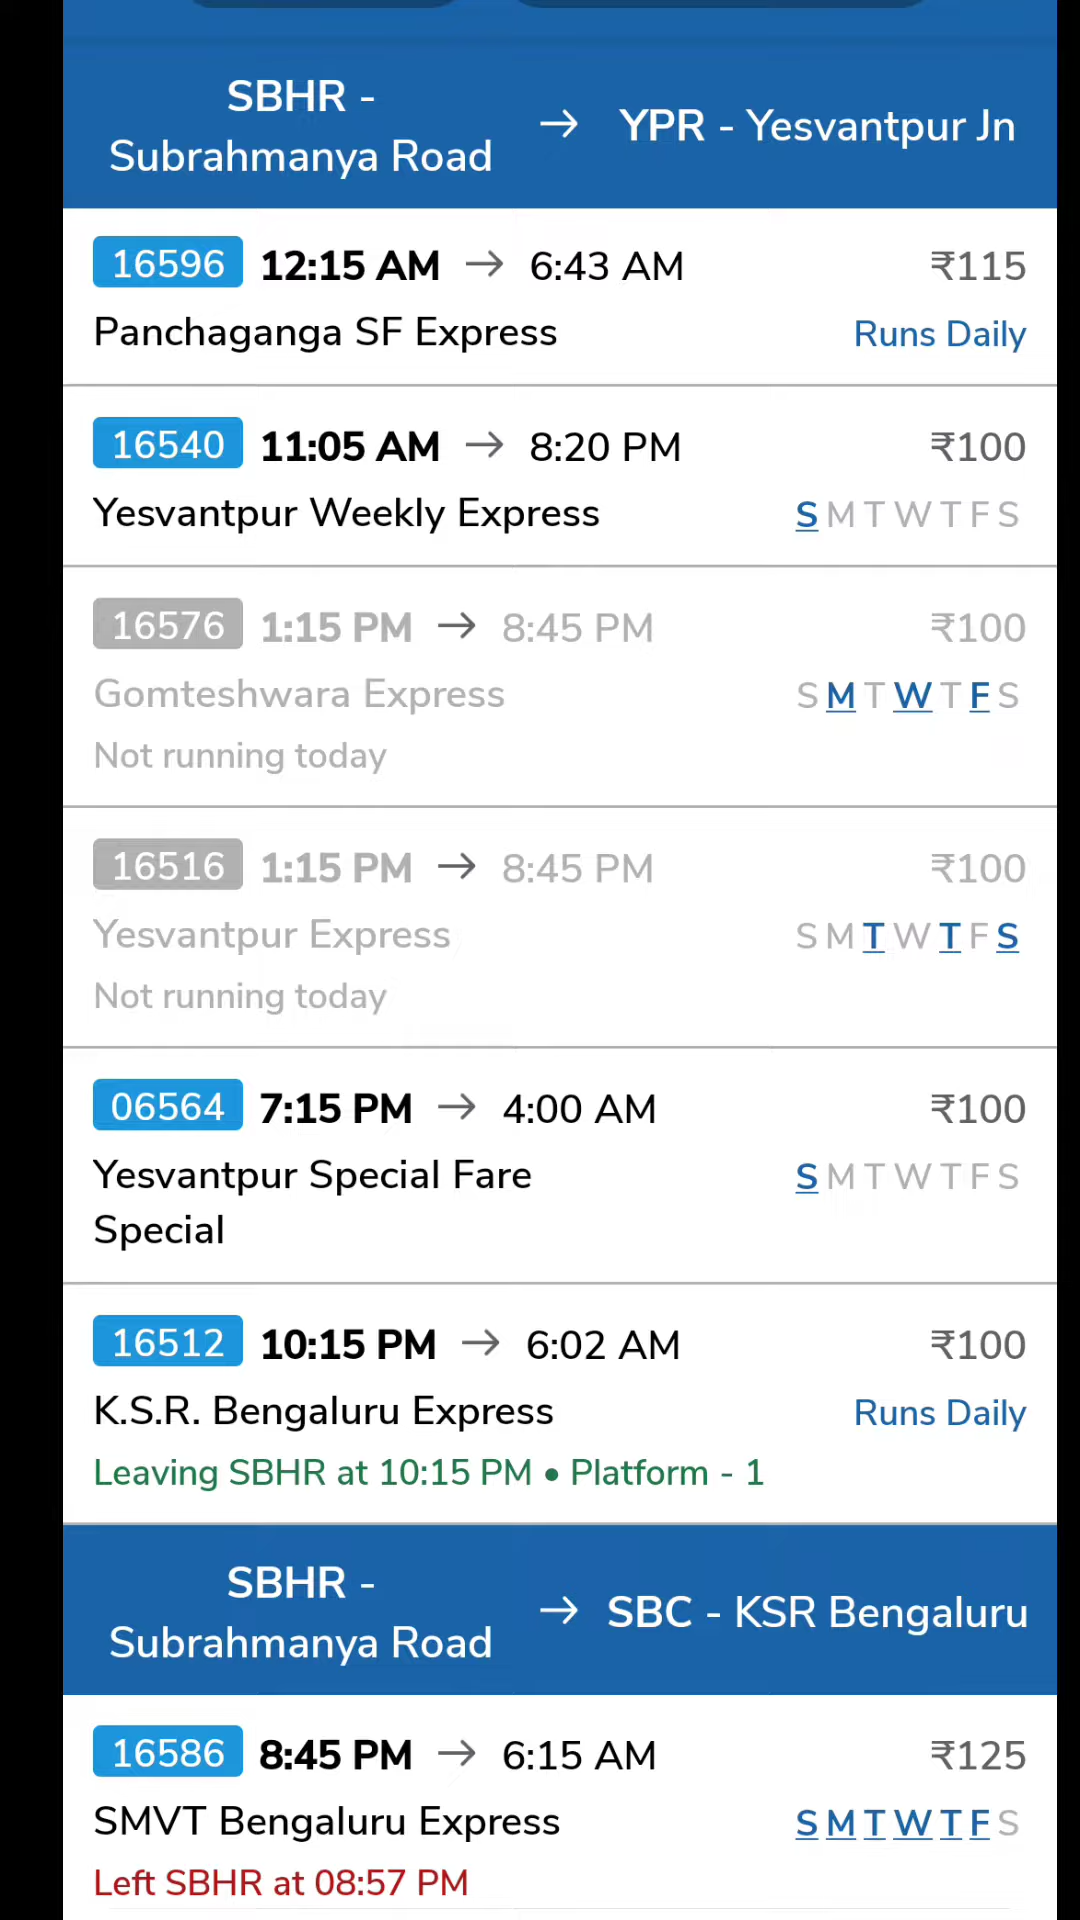 SBHR -
Subrahmanya Road
→ YPR - Yesvantpur Jn
16596 12:15 AM → 6:43 AM ₹115
Panchaganga SF Express Runs Daily
16540 11:05 AM → 8:20 PM ₹100
Yesvantpur Weekly Express S M T W T F S
16576 1:15 PM → 8:45 PM ₹100
Gomteshwara Express S M T W T F S
Not running today
16516 1:15 PM → 8:45 PM ₹100
Yesvantpur Express S M T W T F S
Not running today
06564 7:15 PM → 4:00 AM ₹100
Yesvantpur Special Fare S M T W T F S
Special
16512 10:15 PM → 6:02 AM ₹100
K.S.R. Bengaluru Express Runs Daily
Leaving SBHR at 10:15 PM • Platform - 1
SBHR -
Subrahmanya Road
→ SBC - KSR Bengaluru
16586 8:45 PM → 6:15 AM ₹125
SMVT Bengaluru Express S M T W T F S
Left SBHR at 08:57 PM